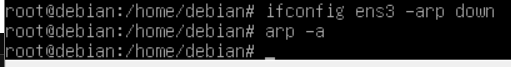 root@debian:/home/debian# ifconfig ens3 -arp down
root@debian:/home/debian# arp -a
root@debian:/home/debian# _